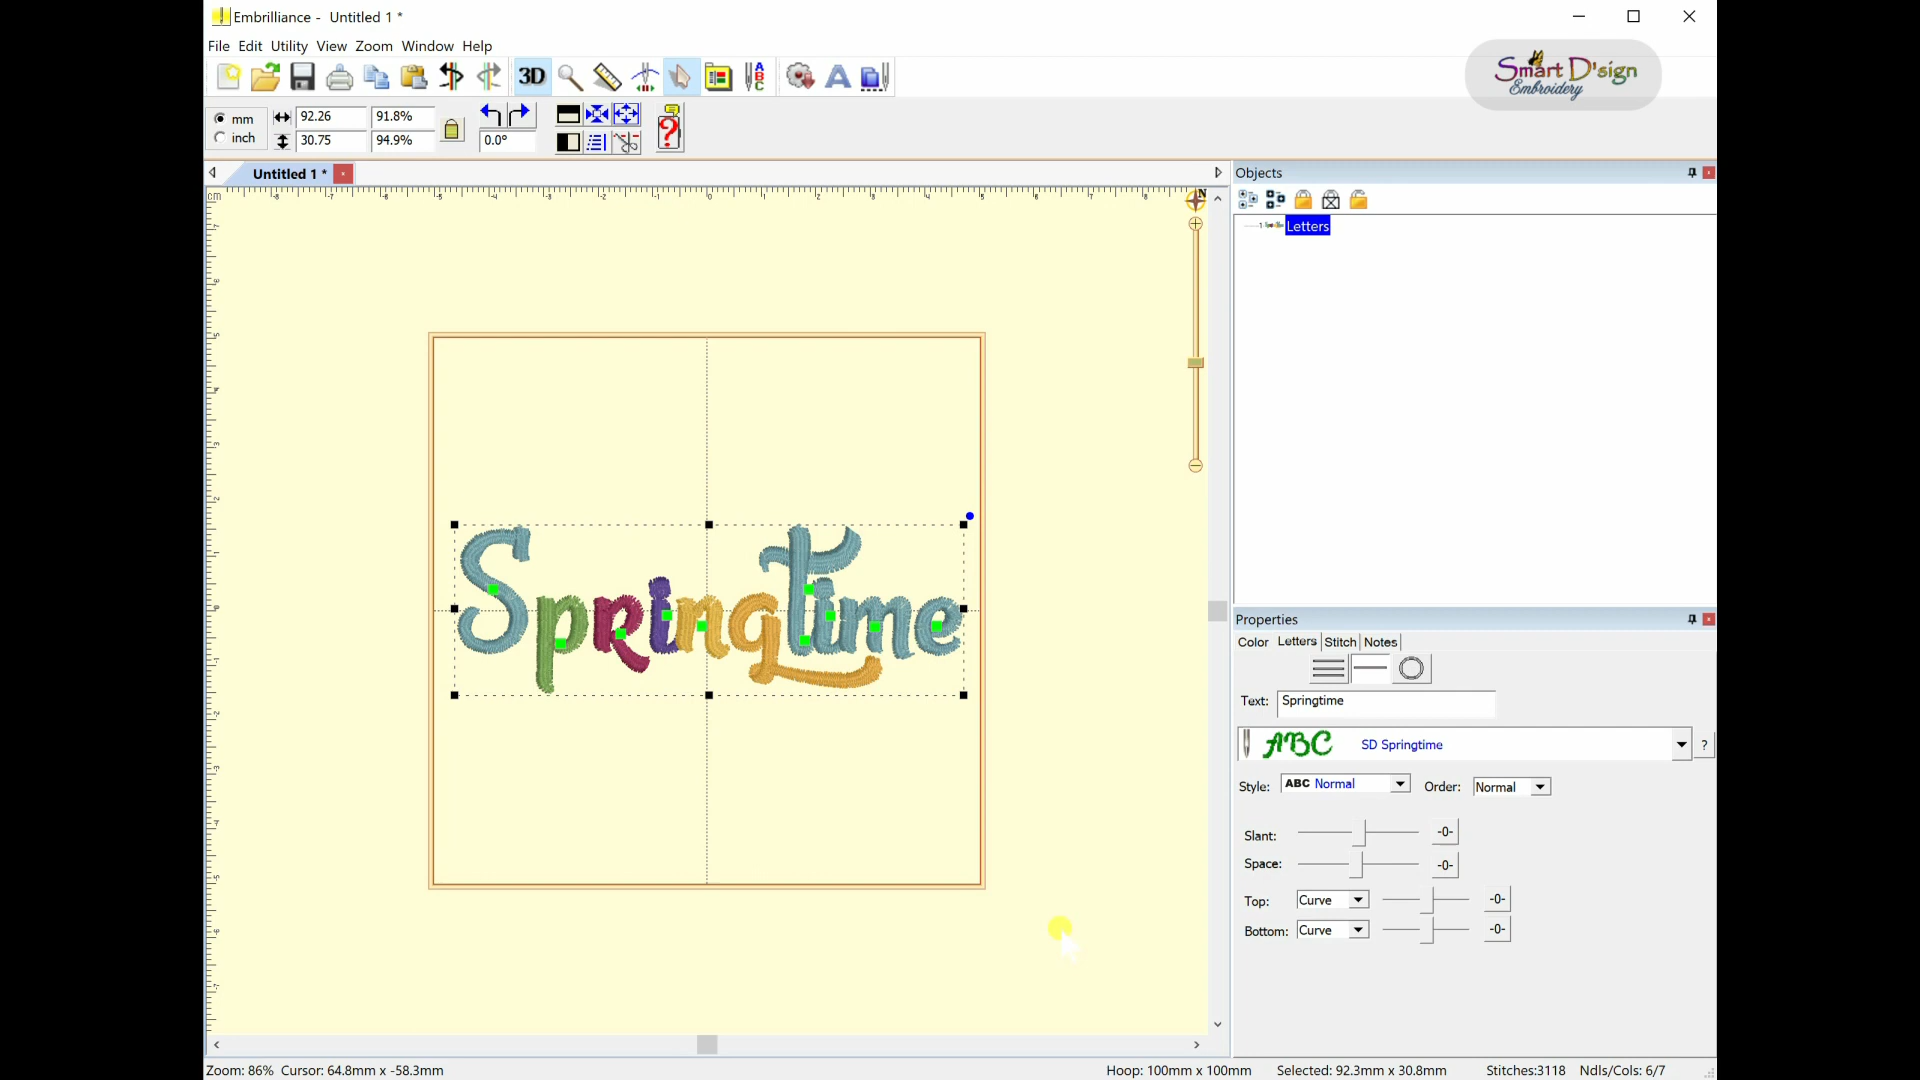 Embrilliance - Untitled 1 *
File Edit Utility View Zoom Window Help
3D
ABC
A
Smart D'sign
Embroidery
mm 92.26 91.8%
inch 30.75 94.9% 0.0°
?
Untitled 1 *
Objects
cm
N
Letters
Springtime
Properties
Color Letters Stitch Notes
Text: Springtime
ABC SD Springtime ?
Style: ABC Normal Order: Normal
Slant: -0-
Space: -0-
Top: Curve -0-
Bottom: Curve -0-
Zoom: 86% Cursor: 64.8mm x -58.3mm Hoop: 100mm x 100mm Selected: 92.3mm x 30.8mm Stitches:3118 Ndls/Cols: 6/7